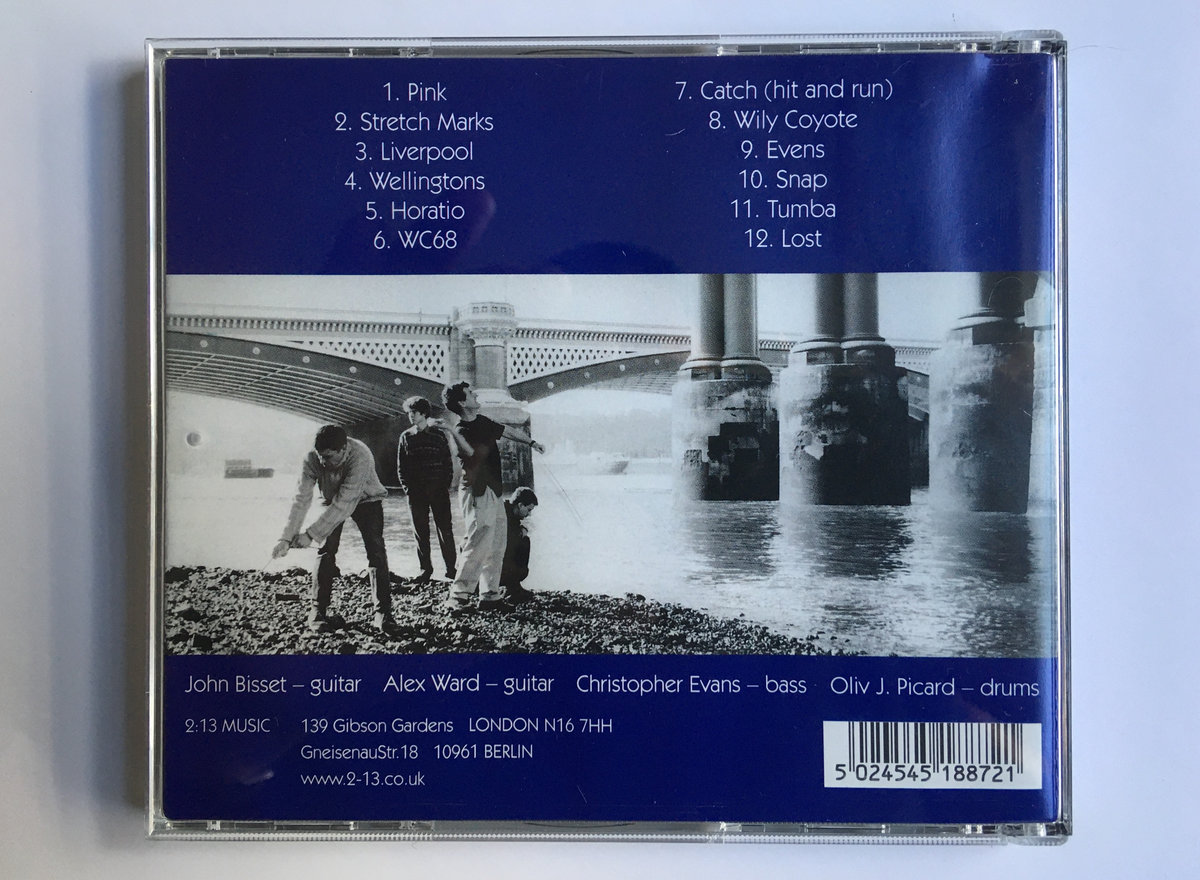 1. Pink
2. Stretch Marks
3. Liverpool
4. Wellingtons
5. Horatio
6. WC68
7. Catch (hit and run)
8. Wily Coyote
9. Evens
10. Snap
11. Tumba
12. Lost
John Bisset – guitar Alex Ward – guitar Christopher Evans – bass Oliv J. Picard – drums
2:13 MUSIC 139 Gibson Gardens LONDON N16 7HH
GneisenauStr. 18 10961 BERLIN
www.2-13.co.uk
5 024545 188721